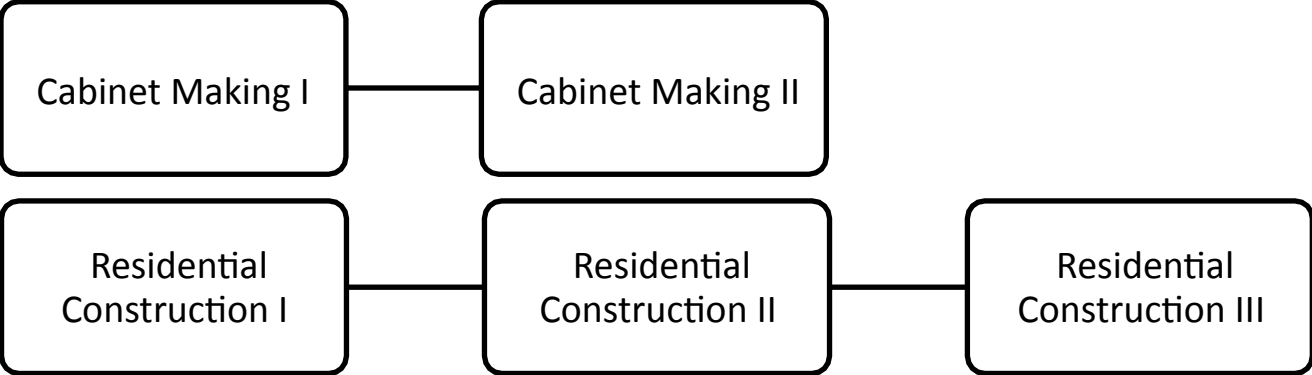 Cabinet Making I
Cabinet Making II
Residential
Construction I
Residential
Construction II
Residential
Construction III